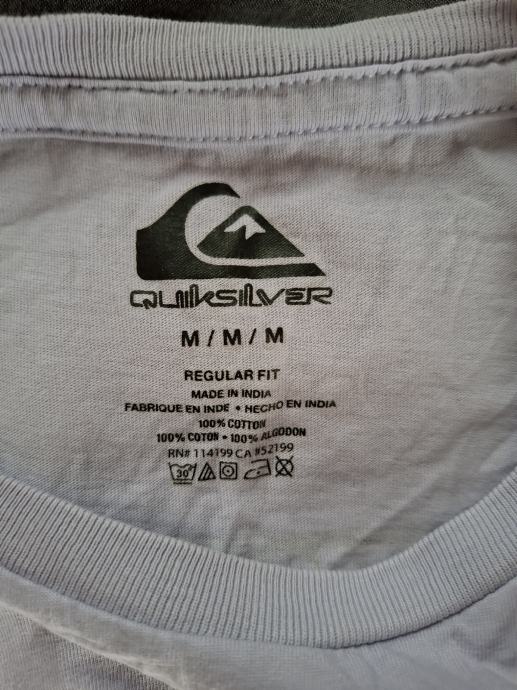 QUIKSILVER
M / M / M
REGULAR FIT
MADE IN INDIA
FABRIQUE EN INDE • HECHO EN INDIA
100% COTTON
100% COTON • 100% ALGODON
RN# 114199 CA #52199
30°